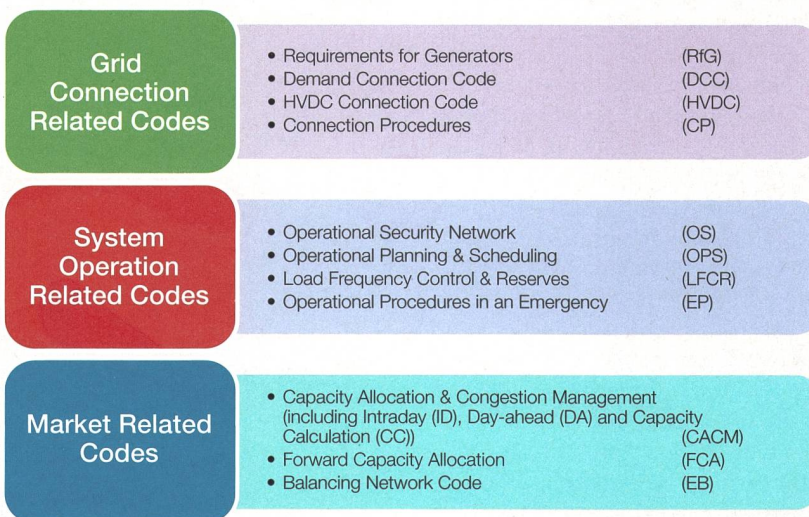 Grid
Connection
Related Codes
• Requirements for Generators (RfG)
• Demand Connection Code (DCC)
• HVDC Connection Code (HVDC)
• Connection Procedures (CP)
System
Operation
Related Codes
• Operational Security Network (OS)
• Operational Planning & Scheduling (OPS)
• Load Frequency Control & Reserves (LFCR)
• Operational Procedures in an Emergency (EP)
Market Related
Codes
• Capacity Allocation & Congestion Management
(including Intraday (ID), Day-ahead (DA) and Capacity
Calculation (CC)) (CACM)
• Forward Capacity Allocation (FCA)
• Balancing Network Code (EB)